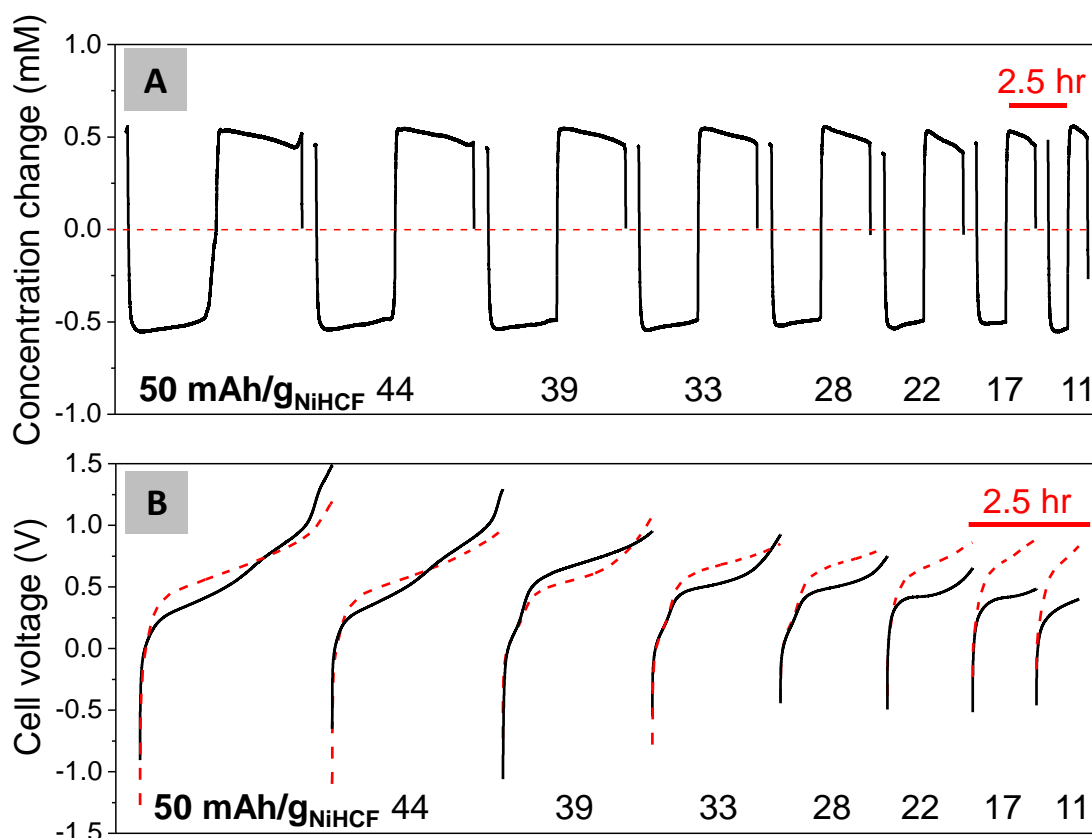 Concentration change (mM)
1.0
0.5
0.0
-0.5
-1.0
A
2.5 hr
50 mAh/gNiHCF 44 39 33 28 22 17 11
Cell voltage (V)
1.5
1.0
0.5
0.0
-0.5
-1.0
-1.5
B
2.5 hr
50 mAh/gNiHCF 44 39 33 28 22 17 11